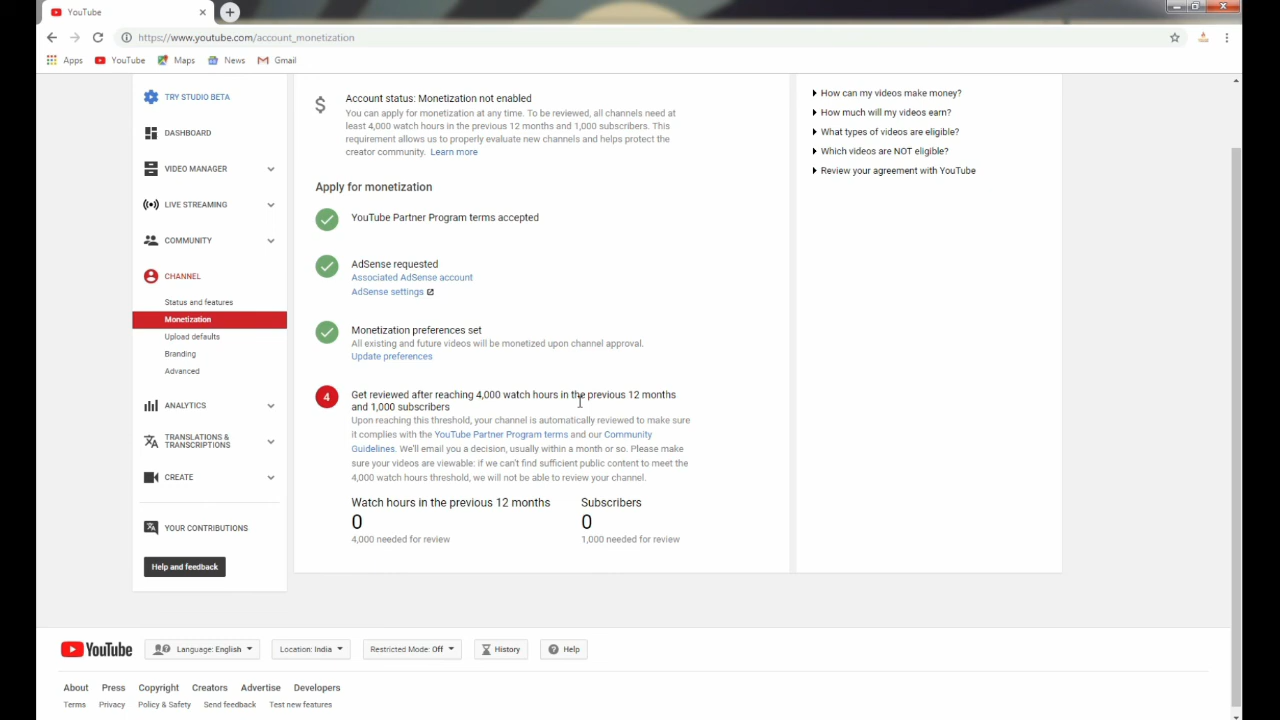 YouTube
https://www.youtube.com/account_monetization
Apps YouTube Maps News Gmail
TRY STUDIO BETA
DASHBOARD
VIDEO MANAGER
LIVE STREAMING
COMMUNITY
CHANNEL
Status and features
Monetization
Upload defaults
Branding
Advanced
ANALYTICS
TRANSLATIONS &
TRANSCRIPTIONS
CREATE
YOUR CONTRIBUTIONS
Help and feedback
Account status: Monetization not enabled
You can apply for monetization at any time. To be reviewed, all channels need at
least 4,000 watch hours in the previous 12 months and 1,000 subscribers. This
requirement allows us to properly evaluate new channels and helps protect the
creator community. Learn more
Apply for monetization
YouTube Partner Program terms accepted
AdSense requested
Associated AdSense account
AdSense settings
Monetization preferences set
All existing and future videos will be monetized upon channel approval.
Update preferences
4
Get reviewed after reaching 4,000 watch hours in the previous 12 months
and 1,000 subscribers
Upon reaching this threshold, your channel is automatically reviewed to make sure
it complies with the YouTube Partner Program terms and our Community
Guidelines. We'll email you a decision, usually within a month or so. Please make
sure your videos are viewable: if we can't find sufficient public content to meet the
4,000 watch hours threshold, we will not be able to review your channel.
Watch hours in the previous 12 months Subscribers
0 0
4,000 needed for review 1,000 needed for review
How can my videos make money?
How much will my videos earn?
What types of videos are eligible?
Which videos are NOT eligible?
Review your agreement with YouTube
YouTube Language: English Location: India Restricted Mode: Off History Help
About Press Copyright Creators Advertise Developers
Terms Privacy Policy & Safety Send feedback Test new features